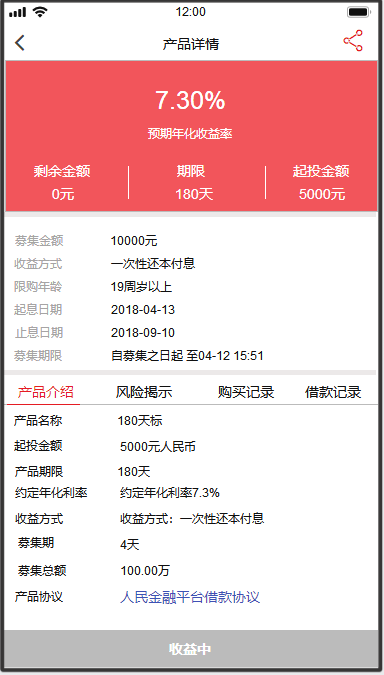 12:00
产品详情
7.30%
预期年化收益率
剩余金额 期限 起投金额
0元 180天 5000元
募集金额 10000元
收益方式 一次性还本付息
限购年龄 19周岁以上
起息日期 2018-04-13
止息日期 2018-09-10
募集期限 自募集之日起 至04-12 15:51
产品介绍 风险揭示 购买记录 借款记录
产品名称 180天标
起投金额 5000元人民币
产品期限 180天
约定年化利率 约定年化利率7.3%
收益方式 收益方式：一次性还本付息
募集期 4天
募集总额 100.00万
产品协议 人民金融平台借款协议
收益中